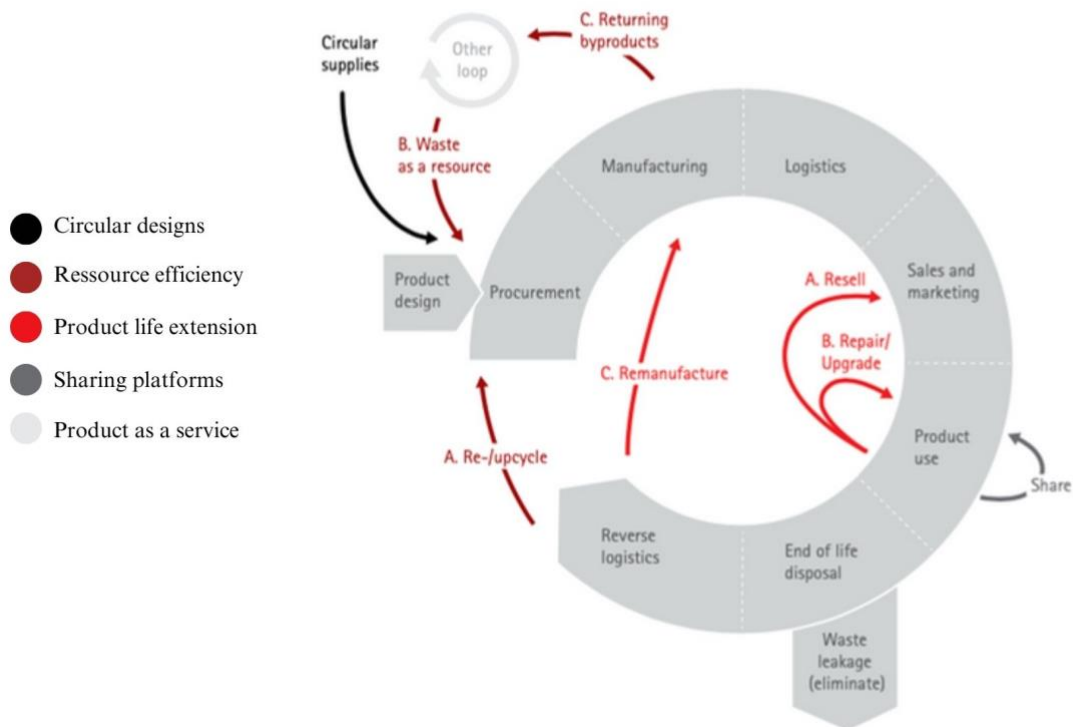 C. Returning
byproducts
Circular
supplies
Other
loop
B. Waste
as a resource
Manufacturing
Logistics
Circular designs
Ressource efficiency
Product life extension
Sharing platforms
Product as a service
Product
design
Procurement
Sales and
marketing
A. Resell
B. Repair/
Upgrade
C. Remanufacture
Product
use
A. Re-/upcycle
Share
Reverse
logistics
End of life
disposal
Waste
leakage
(eliminate)